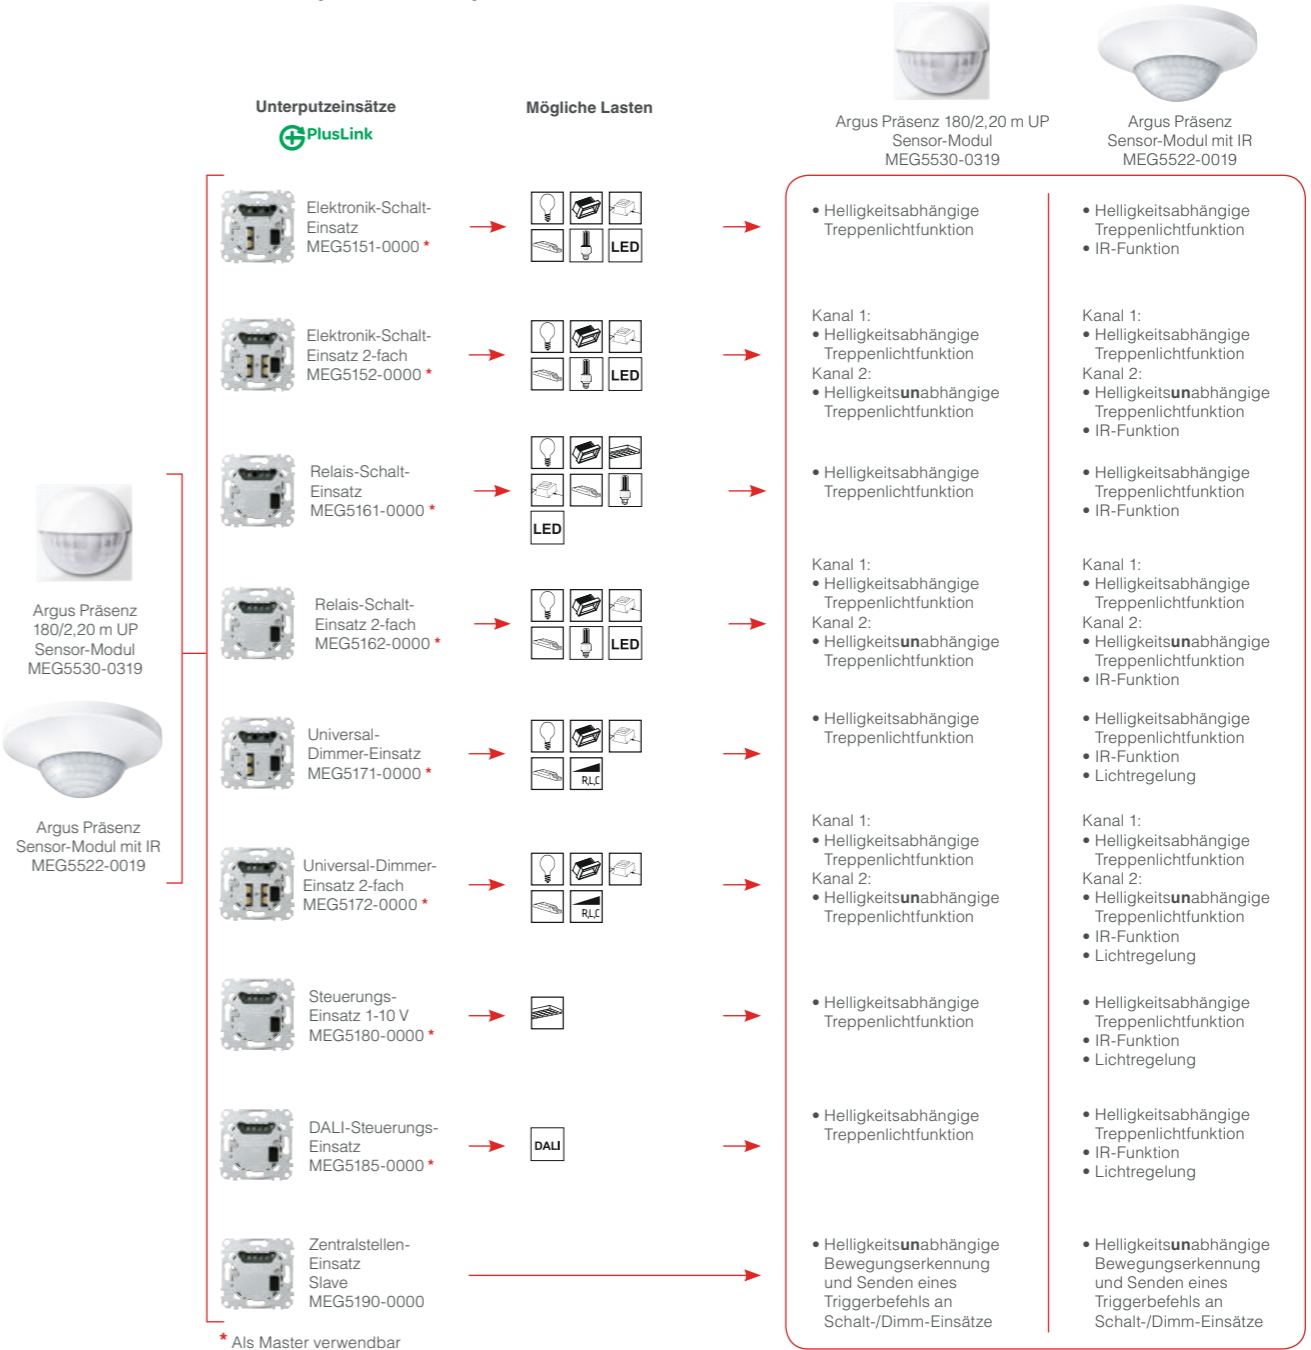 Argus Präsenz 180/2,20 m UP
Sensor-Modul
MEG5530-0319
Argus Präsenz
Sensor-Modul mit IR
MEG5522-0019
Unterputzeinsätze
PlusLink
Mögliche Lasten
Argus Präsenz
180/2,20 m UP
Sensor-Modul
MEG5530-0319
Argus Präsenz
Sensor-Modul mit IR
MEG5522-0019
Elektronik-Schalt-
Einsatz
MEG5151-0000 *
LED
• Helligkeitsabhängige
Treppenlichtfunktion
• Helligkeitsabhängige
Treppenlichtfunktion
• IR-Funktion
Elektronik-Schalt-
Einsatz 2-fach
MEG5152-0000 *
LED
Kanal 1:
• Helligkeitsabhängige
Treppenlichtfunktion
Kanal 2:
• Helligkeitsunabhängige
Treppenlichtfunktion
Kanal 1:
• Helligkeitsabhängige
Treppenlichtfunktion
Kanal 2:
• Helligkeitsunabhängige
Treppenlichtfunktion
• IR-Funktion
Relais-Schalt-
Einsatz
MEG5161-0000 *
LED
• Helligkeitsabhängige
Treppenlichtfunktion
• Helligkeitsabhängige
Treppenlichtfunktion
• IR-Funktion
Relais-Schalt-
Einsatz 2-fach
MEG5162-0000 *
LED
Kanal 1:
• Helligkeitsabhängige
Treppenlichtfunktion
Kanal 2:
• Helligkeitsunabhängige
Treppenlichtfunktion
Kanal 1:
• Helligkeitsabhängige
Treppenlichtfunktion
Kanal 2:
• Helligkeitsunabhängige
Treppenlichtfunktion
• IR-Funktion
Universal-
Dimmer-Einsatz
MEG5171-0000 *
R,L,C
• Helligkeitsabhängige
Treppenlichtfunktion
• Helligkeitsabhängige
Treppenlichtfunktion
• IR-Funktion
• Lichtregelung
Universal-Dimmer-
Einsatz 2-fach
MEG5172-0000 *
R,L,C
Kanal 1:
• Helligkeitsabhängige
Treppenlichtfunktion
Kanal 2:
• Helligkeitsunabhängige
Treppenlichtfunktion
Kanal 1:
• Helligkeitsabhängige
Treppenlichtfunktion
Kanal 2:
• Helligkeitsunabhängige
Treppenlichtfunktion
• IR-Funktion
• Lichtregelung
Steuerungs-
Einsatz 1-10 V
MEG5180-0000 *
• Helligkeitsabhängige
Treppenlichtfunktion
• Helligkeitsabhängige
Treppenlichtfunktion
• IR-Funktion
• Lichtregelung
DALI-Steuerungs-
Einsatz
MEG5185-0000 *
DALI
• Helligkeitsabhängige
Treppenlichtfunktion
• Helligkeitsabhängige
Treppenlichtfunktion
• IR-Funktion
• Lichtregelung
Zentralstellen-
Einsatz
Slave
MEG5190-0000
• Helligkeitsunabhängige
Bewegungserkennung
und Senden eines
Triggerbefehls an
Schalt-/Dimm-Einsätze
• Helligkeitsunabhängige
Bewegungserkennung
und Senden eines
Triggerbefehls an
Schalt-/Dimm-Einsätze
* Als Master verwendbar